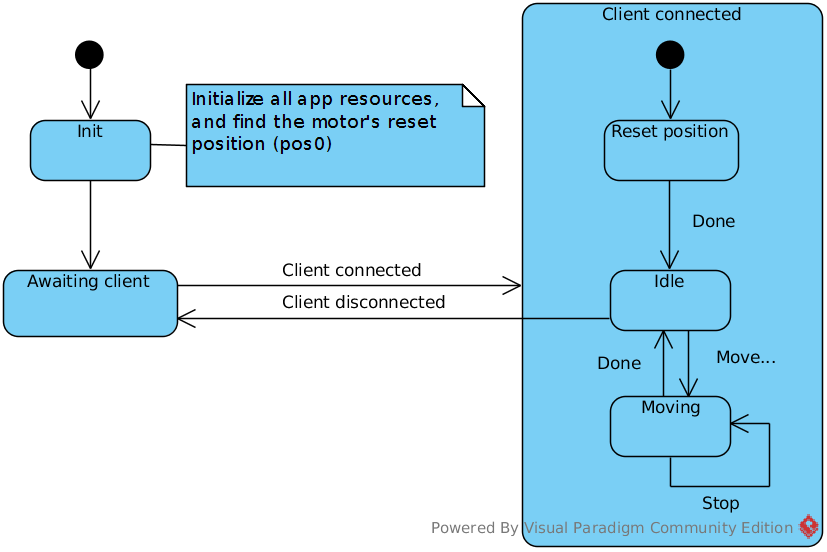 Client connected
Initialize all app resources,
and find the motor's reset
position (pos0)
Init
Reset position
Done
Awaiting client
Client connected
Idle
Client disconnected
Done
Move...
Moving
Stop
Powered By Visual Paradigm Community Edition